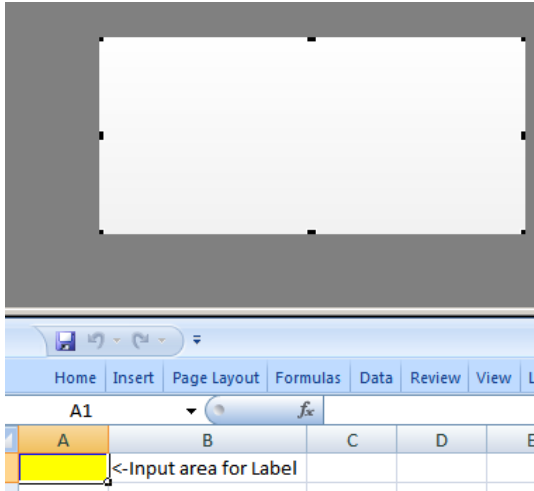 Home Insert Page Layout Formulas Data Review View
A1 fx
A B C D E
<-Input area for Label